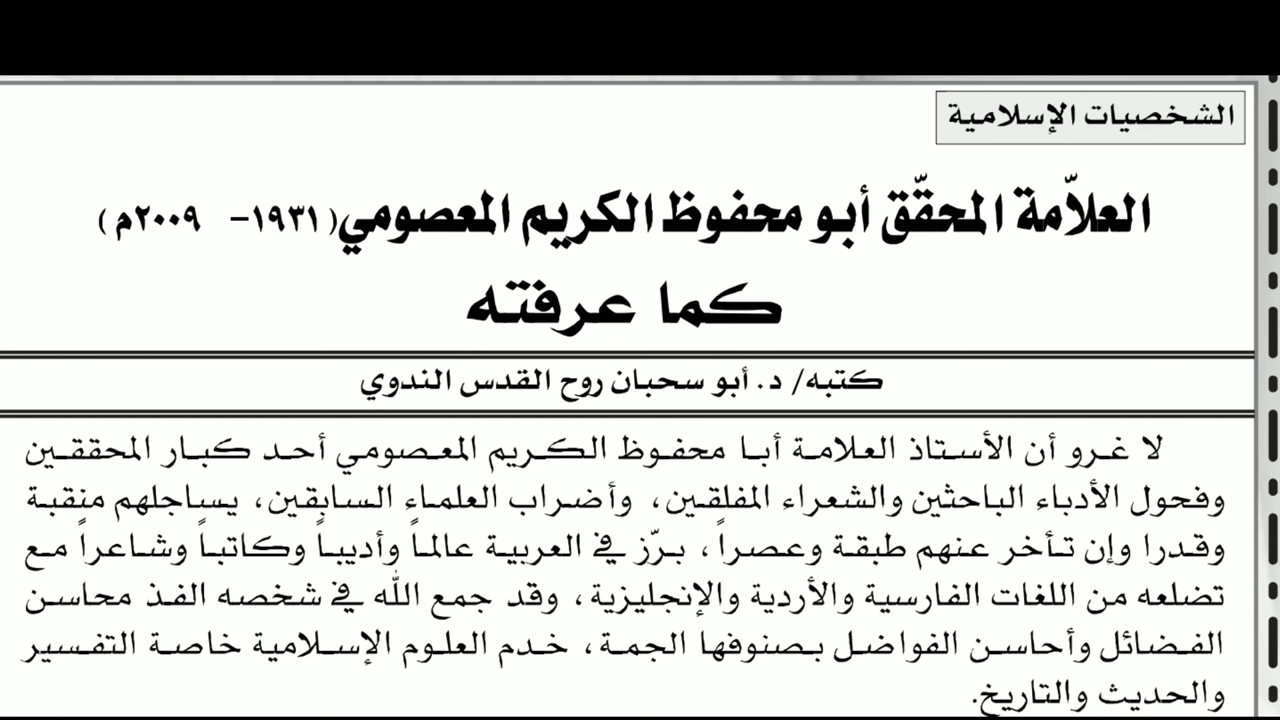 الشخصيات الإسلامية
العلاّمة المحقّق أبو محفوظ الكريم المعصومي (١٩٣١- ٢٠٠٩م)
كما عرفته
كتبه/ د. أبو سحبان روح القدس الندوي
لا غرو أن الأستاذ العلامة أبا محفوظ الكريم المعصومي أحد كبار المحققين
وفحول الأدباء الباحثين والشعراء المفلقين، وأضراب العلماء السابقين، يساجلهم منقبة
وقدرا وإن تأخر عنهم طبقة وعصراً، برّز في العربية عالماً وأديباً وكاتباً وشاعراً مع
تضلعه من اللغات الفارسية والأردية والإنجليزية، وقد جمع الله في شخصه الفذ محاسن
الفضائل وأحاسن الفواضل بصنوفها الجمة، خدم العلوم الإسلامية خاصة التفسير
والحديث والتاريخ.